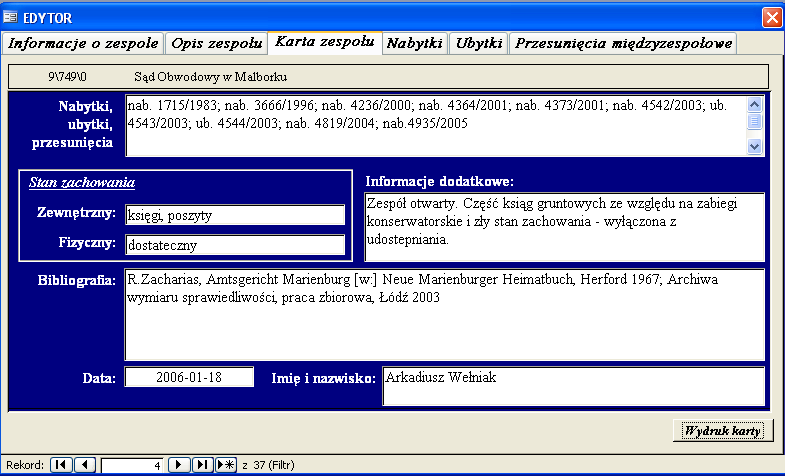 EDYTOR
Informacje o zespole Opis zespołu Karta zespołu Nabytki Ubytki Przesunięcia międzyzespołowe
9\749\0 Sąd Obwodowy w Malborku
Nabytki, ubytki, przesunięcia
nab. 1715/1983; nab. 3666/1996; nab. 4236/2000; nab. 4364/2001; nab. 4373/2001; nab. 4542/2003; ub.
4543/2003; ub. 4544/2003; nab. 4819/2004; nab.4935/2005
Stan zachowania
Zewnętrzny: księgi, poszyty
Fizyczny: dostateczny
Informacje dodatkowe:
Zespół otwarty. Część ksiąg gruntowych ze względu na zabiegi
konserwatorskie i zły stan zachowania - wyłączona z
udostepniania.
Bibliografia: R.Zacharias, Amtsgericht Marienburg [w:] Neue Marienburger Heimatbuch, Herford 1967; Archiwa
wymiaru sprawiedliwości, praca zbiorowa, Łódź 2003
Data: 2006-01-18 Imię i nazwisko: Arkadiusz Wełniak
Wydruk karty
Rekord: 4 z 37 (Filtr)